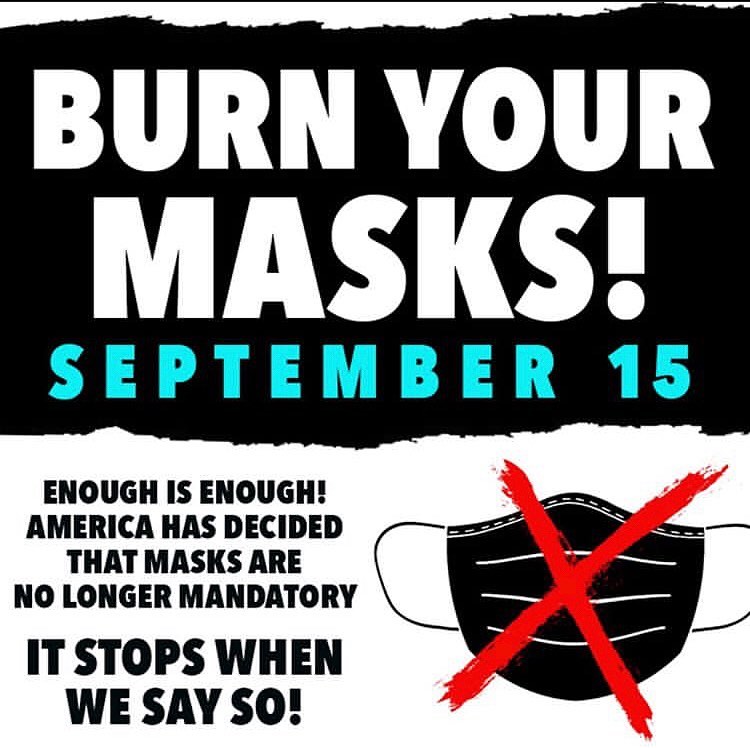 BURN YOUR
MASKS!
SEPTEMBER 15
ENOUGH IS ENOUGH!
AMERICA HAS DECIDED
THAT MASKS ARE
NO LONGER MANDATORY
IT STOPS WHEN
WE SAY SO!